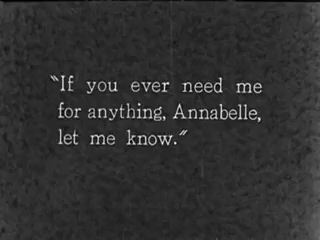 "If you ever need me
for anything, Annabelle,
let me know."